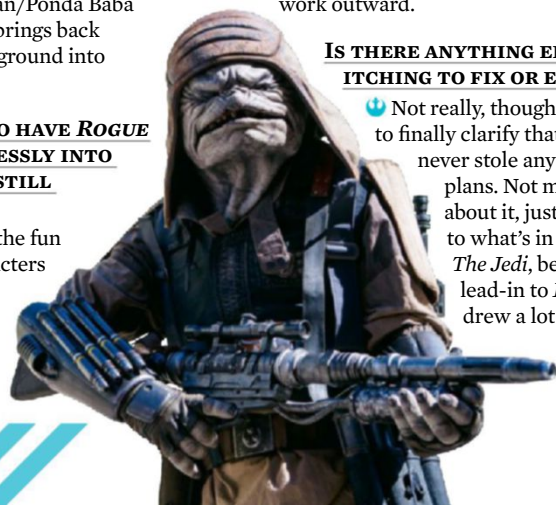 an/Ponda Baba
brings back
ground into
O HAVE ROGUE
ESSLY INTO
STILL
the fun
cters
work outward.
IS THERE ANYTHING EL
ITCHING TO FIX OR E
Not really, though
to finally clarify that
never stole any
plans. Not m
about it, just
to what's in
The Jedi, be
lead-in to
drew a lot